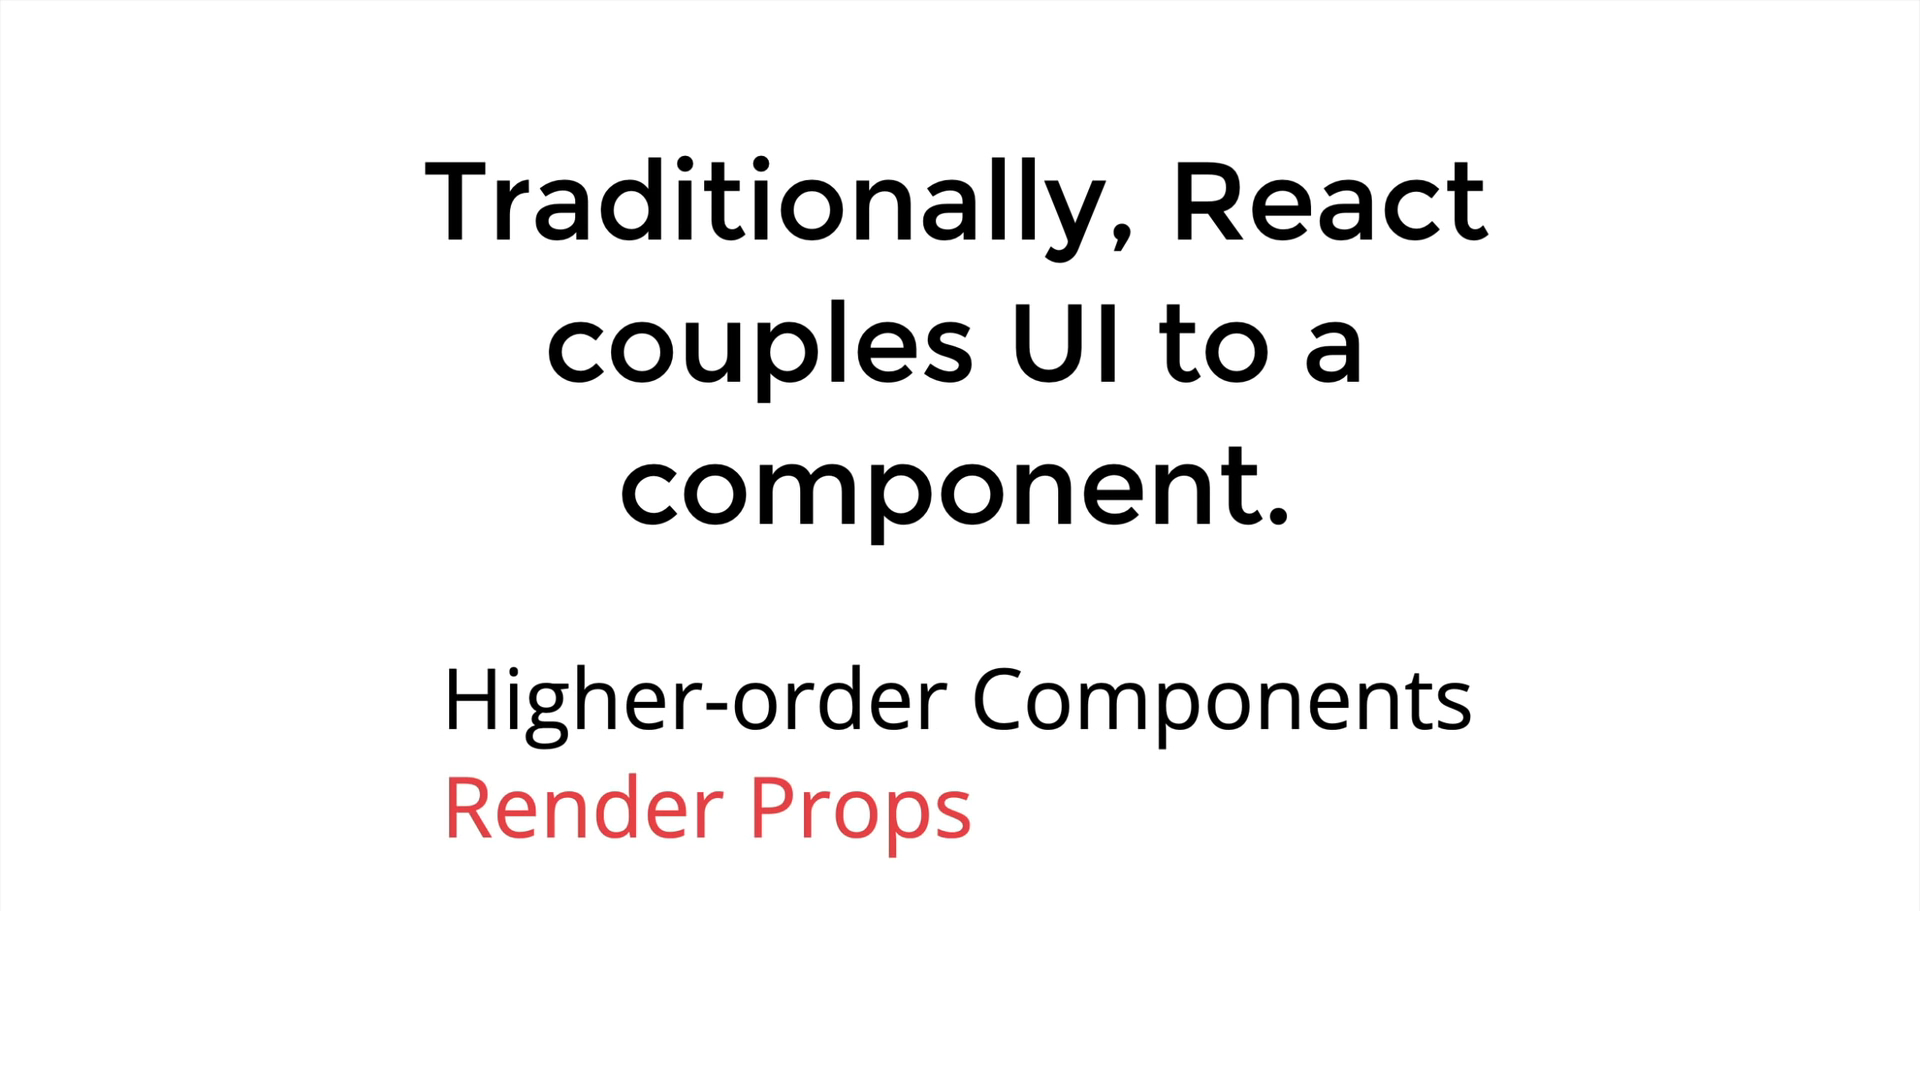 Traditionally, React
couples UI to a
component.
Higher-order Components
Render Props